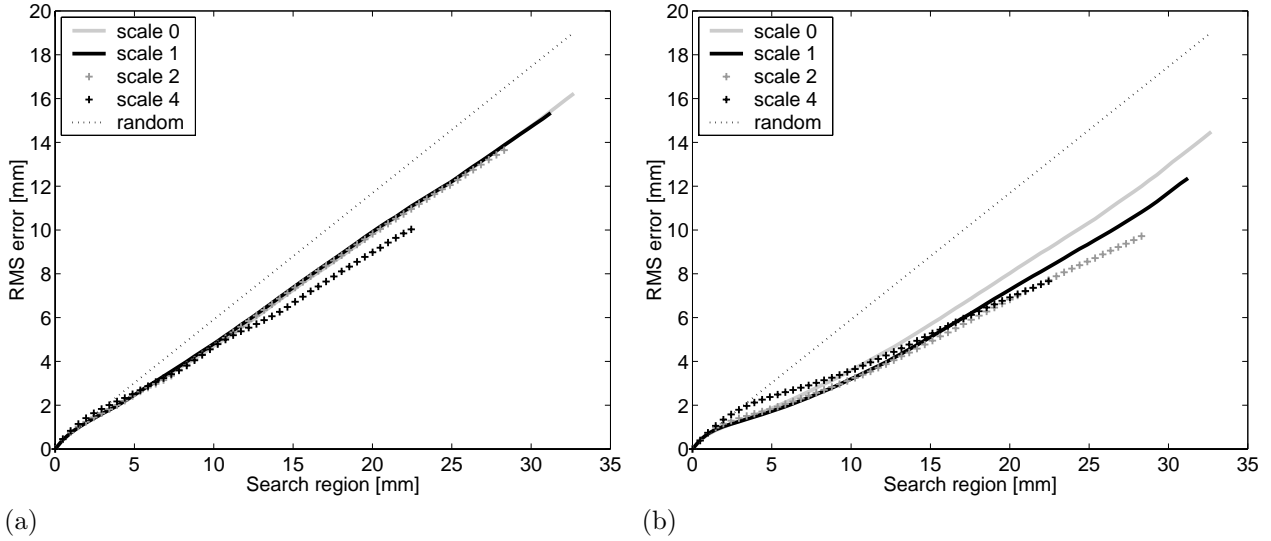 20
18
16
14
12
10
8
6
4
2
0
RMS error [mm]
scale 0
scale 1
scale 2
scale 4
random
0 5 10 15 20 25 30 35
Search region [mm]
(a)
20
18
16
14
12
10
8
6
4
2
0
RMS error [mm]
scale 0
scale 1
scale 2
scale 4
random
0 5 10 15 20 25 30 35
Search region [mm]
(b)